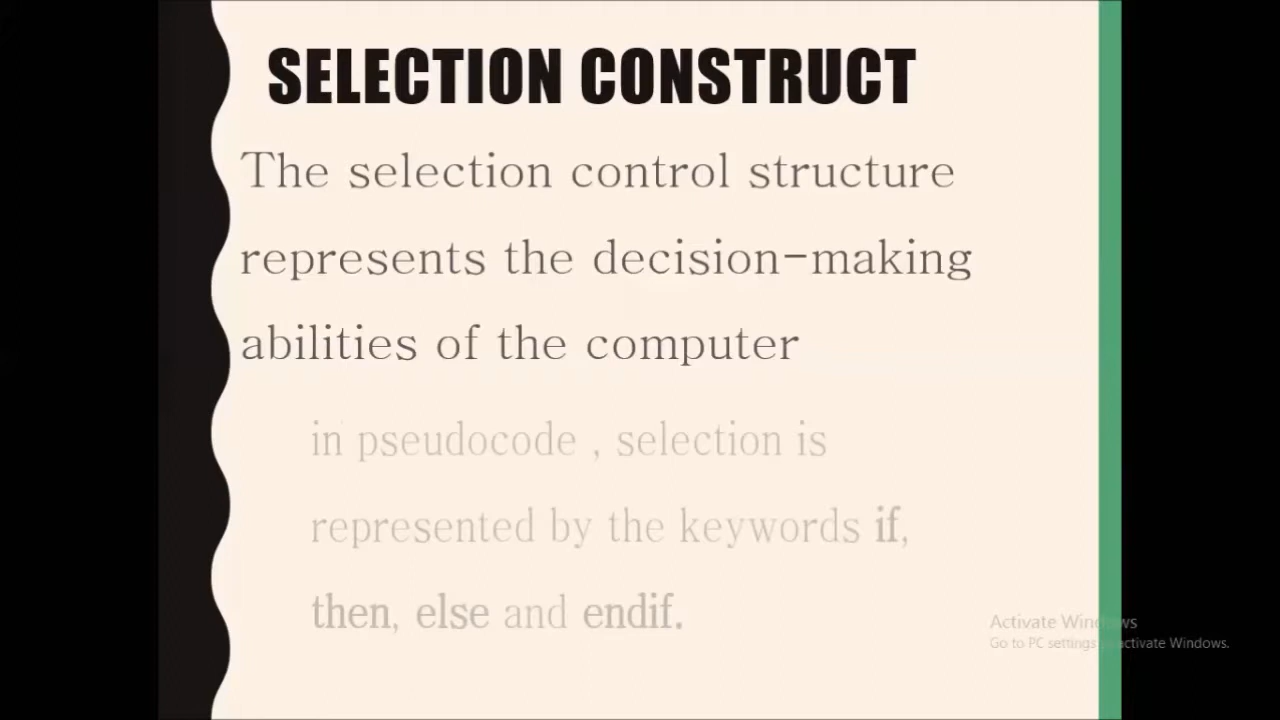 SELECTION CONSTRUCT
The selection control structure
represents the decision-making
abilities of the computer
in pseudocode , selection is
represented by the keywords if,
then, else and endif.
Activate Windows
Go to PC settings to activate Windows.